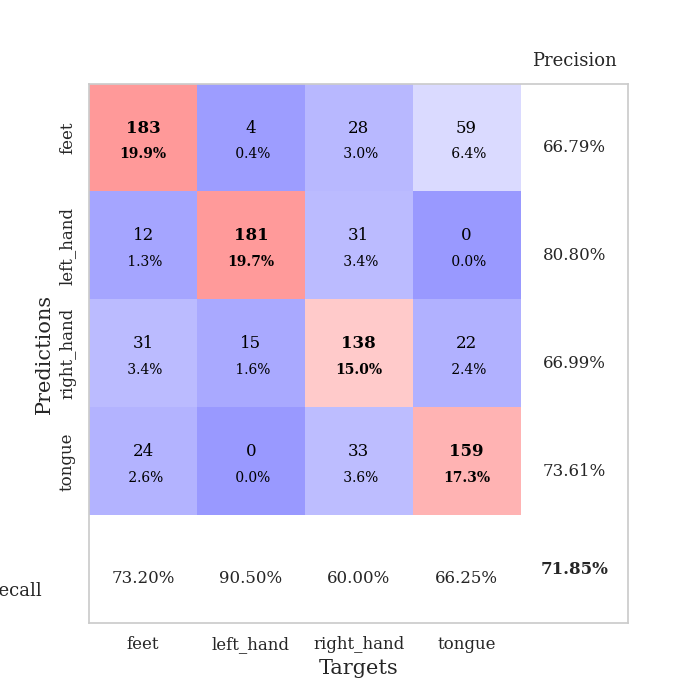 Precision
feet 183 4 28 59 66.79%
19.9% 0.4% 3.0% 6.4%
left_hand 12 181 31 0 80.80%
1.3% 19.7% 3.4% 0.0%
Predictions
right_hand 31 15 138 22 66.99%
3.4% 1.6% 15.0% 2.4%
tongue 24 0 33 159 73.61%
2.6% 0.0% 3.6% 17.3%
ecall 73.20% 90.50% 60.00% 66.25% 71.85%
feet left_hand right_hand tongue
Targets